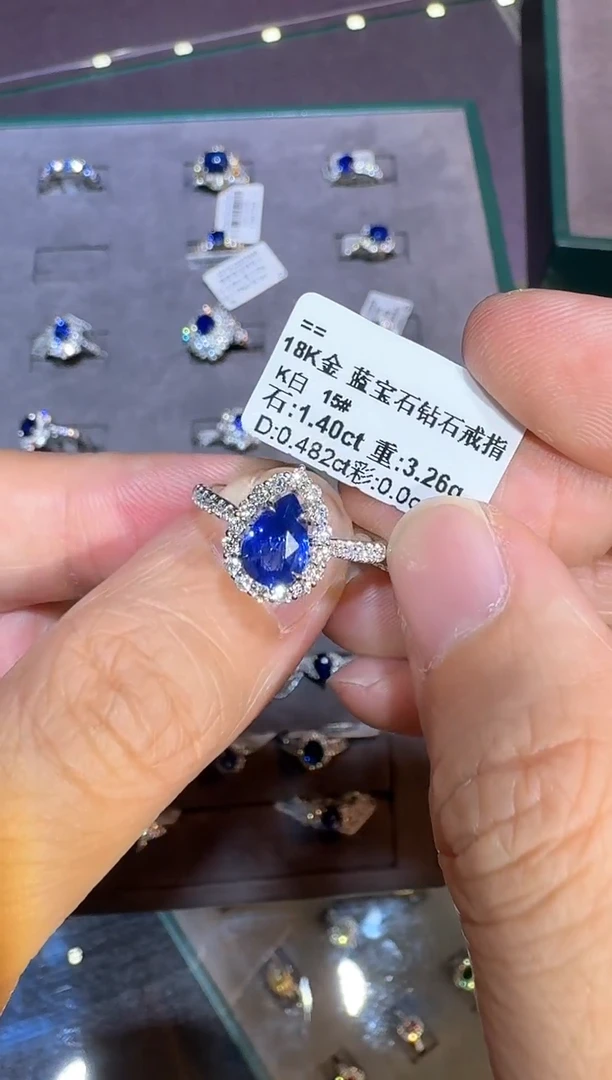 ==
18K金 蓝宝石钻石戒指
K白 15#
石:1.40ct 重:3.26g
D:0.482ct彩:0.0c